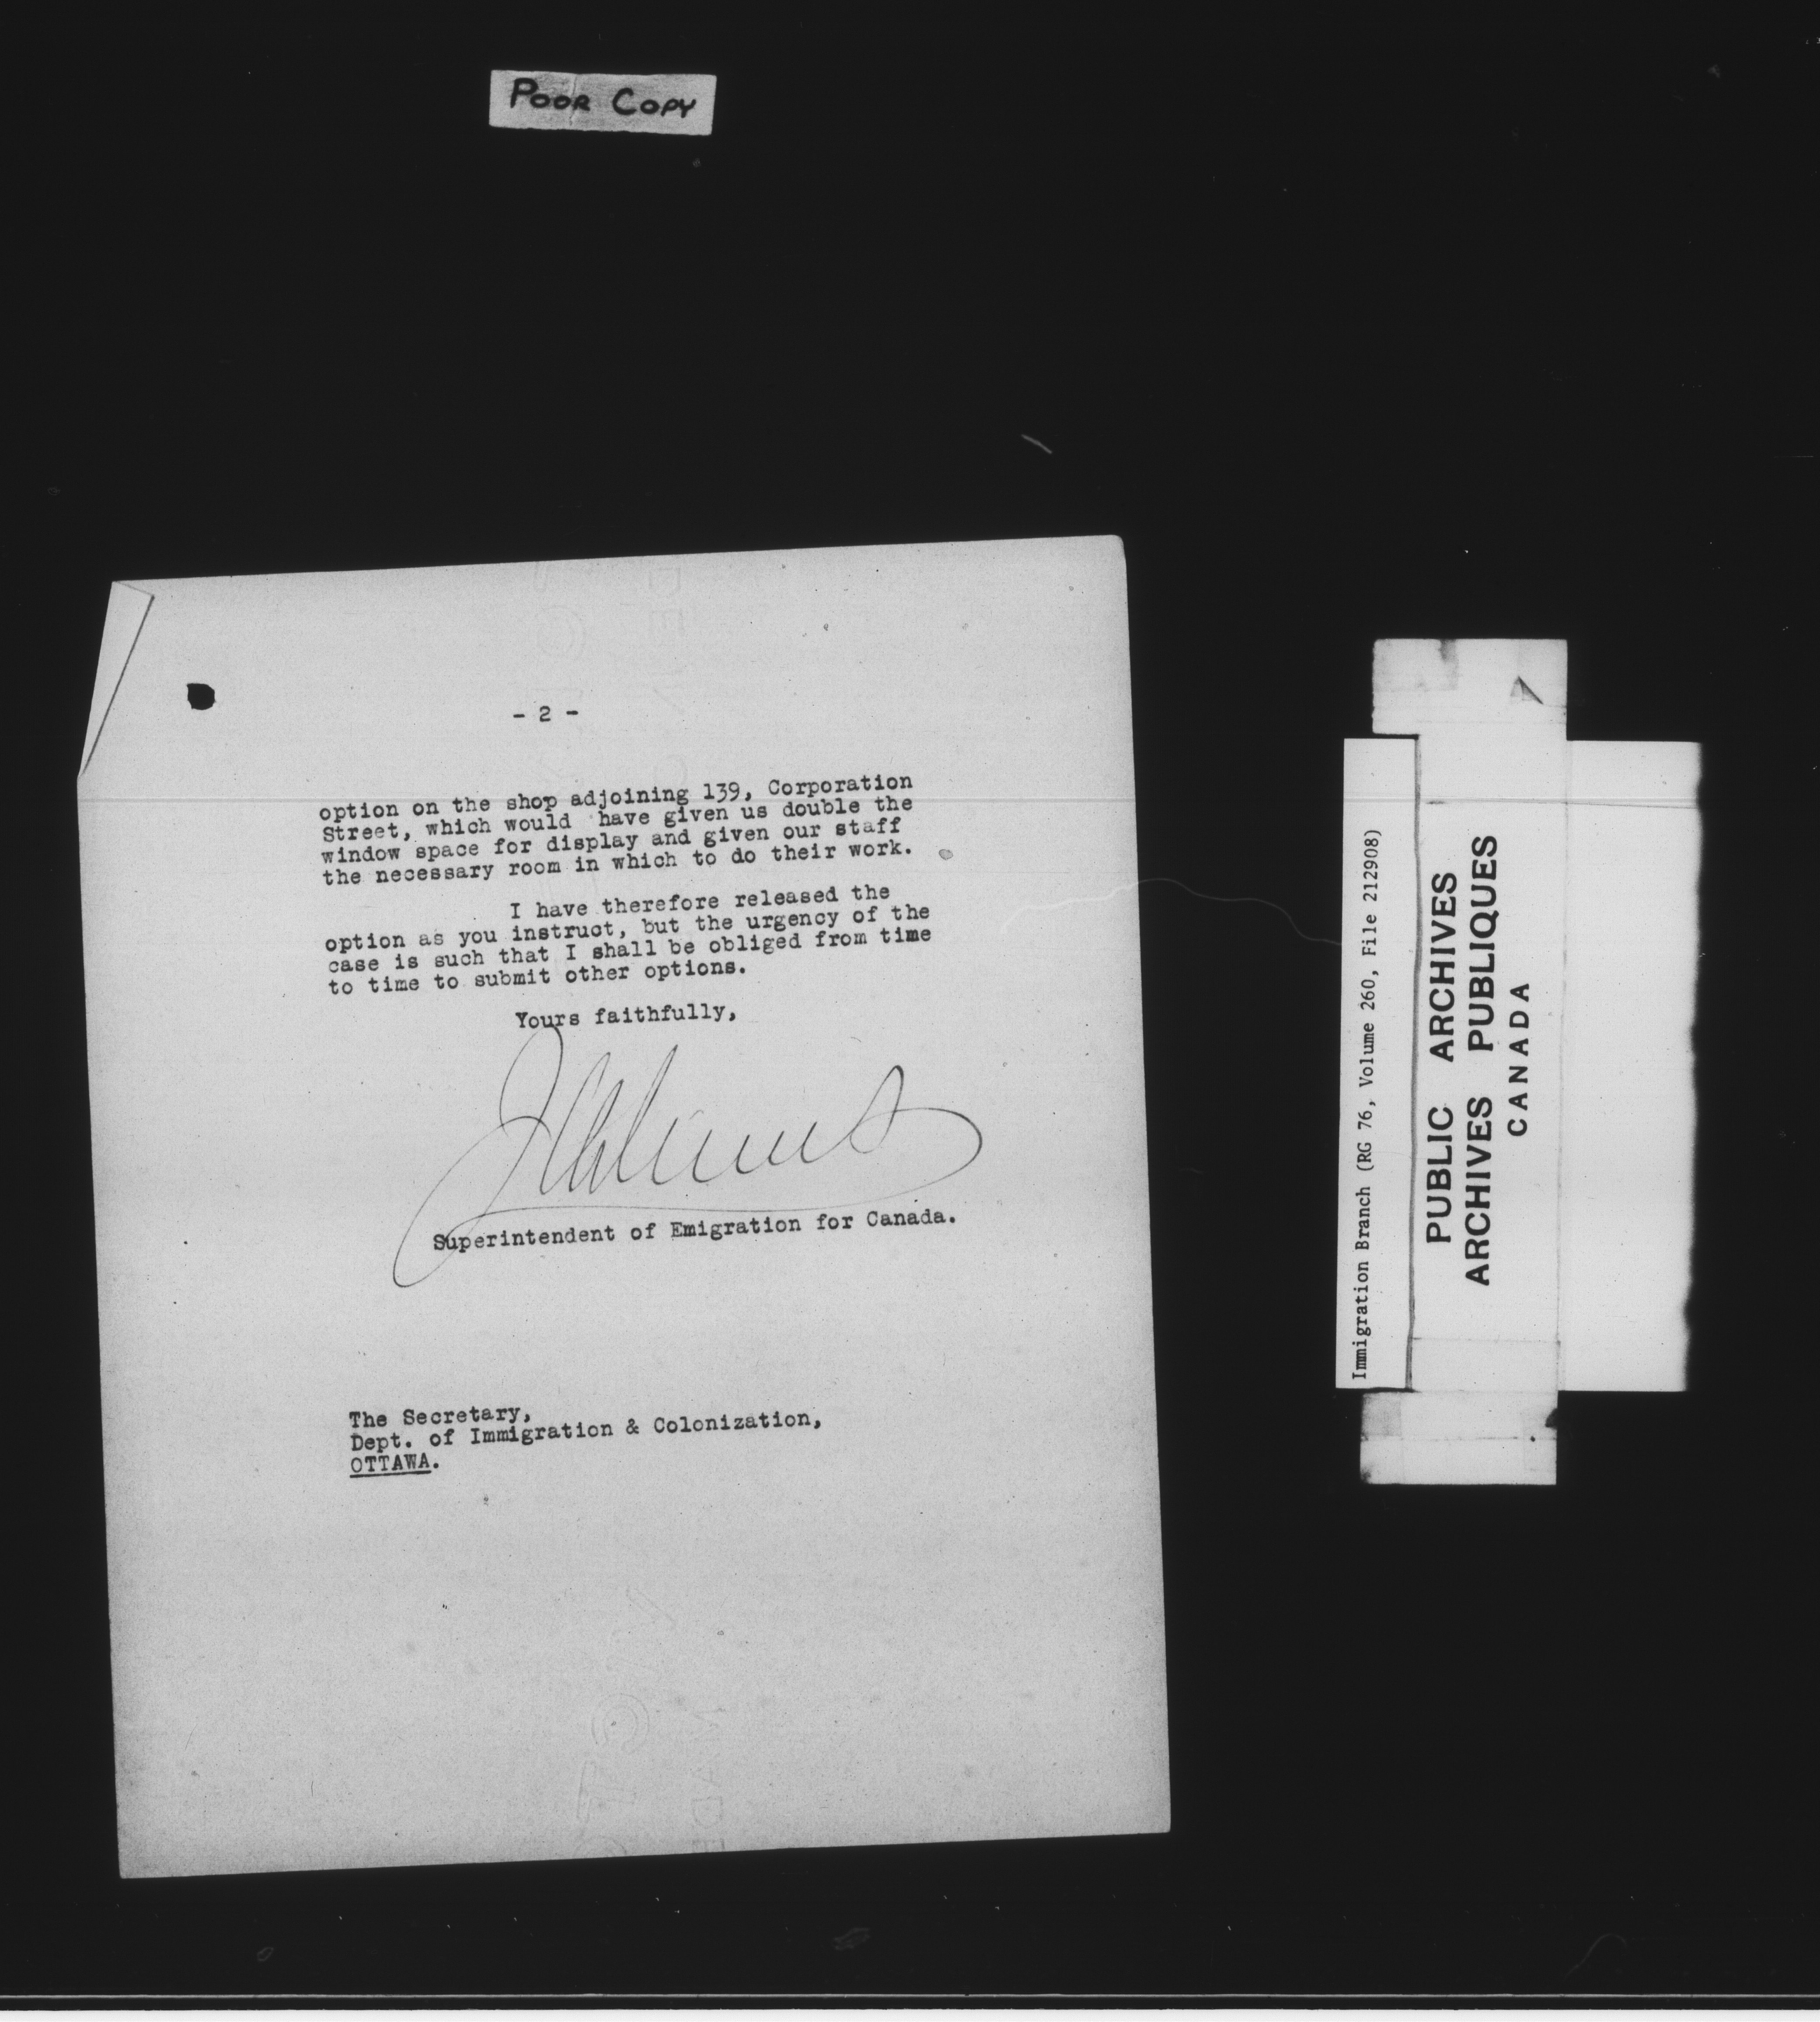 POOR COPY
- 2 -
option on the shop adjoining 139, Corporation
Street, which would have given us double the
window space for display and given our staff
the necessary room in which to do their work.
I have therefore released the
option as you instruct, but the urgency of the
case is such that I shall be obliged from time
to time to submit other options.
Yours faithfully,
Superintendent of Emigration for Canada.
The Secretary,
Dept. of Immigration & Colonization,
OTTAWA.
Immigration Branch (RG 76, Volume 260, File 212908)
PUBLIC ARCHIVES
ARCHIVES PUBLIQUES
CANADA